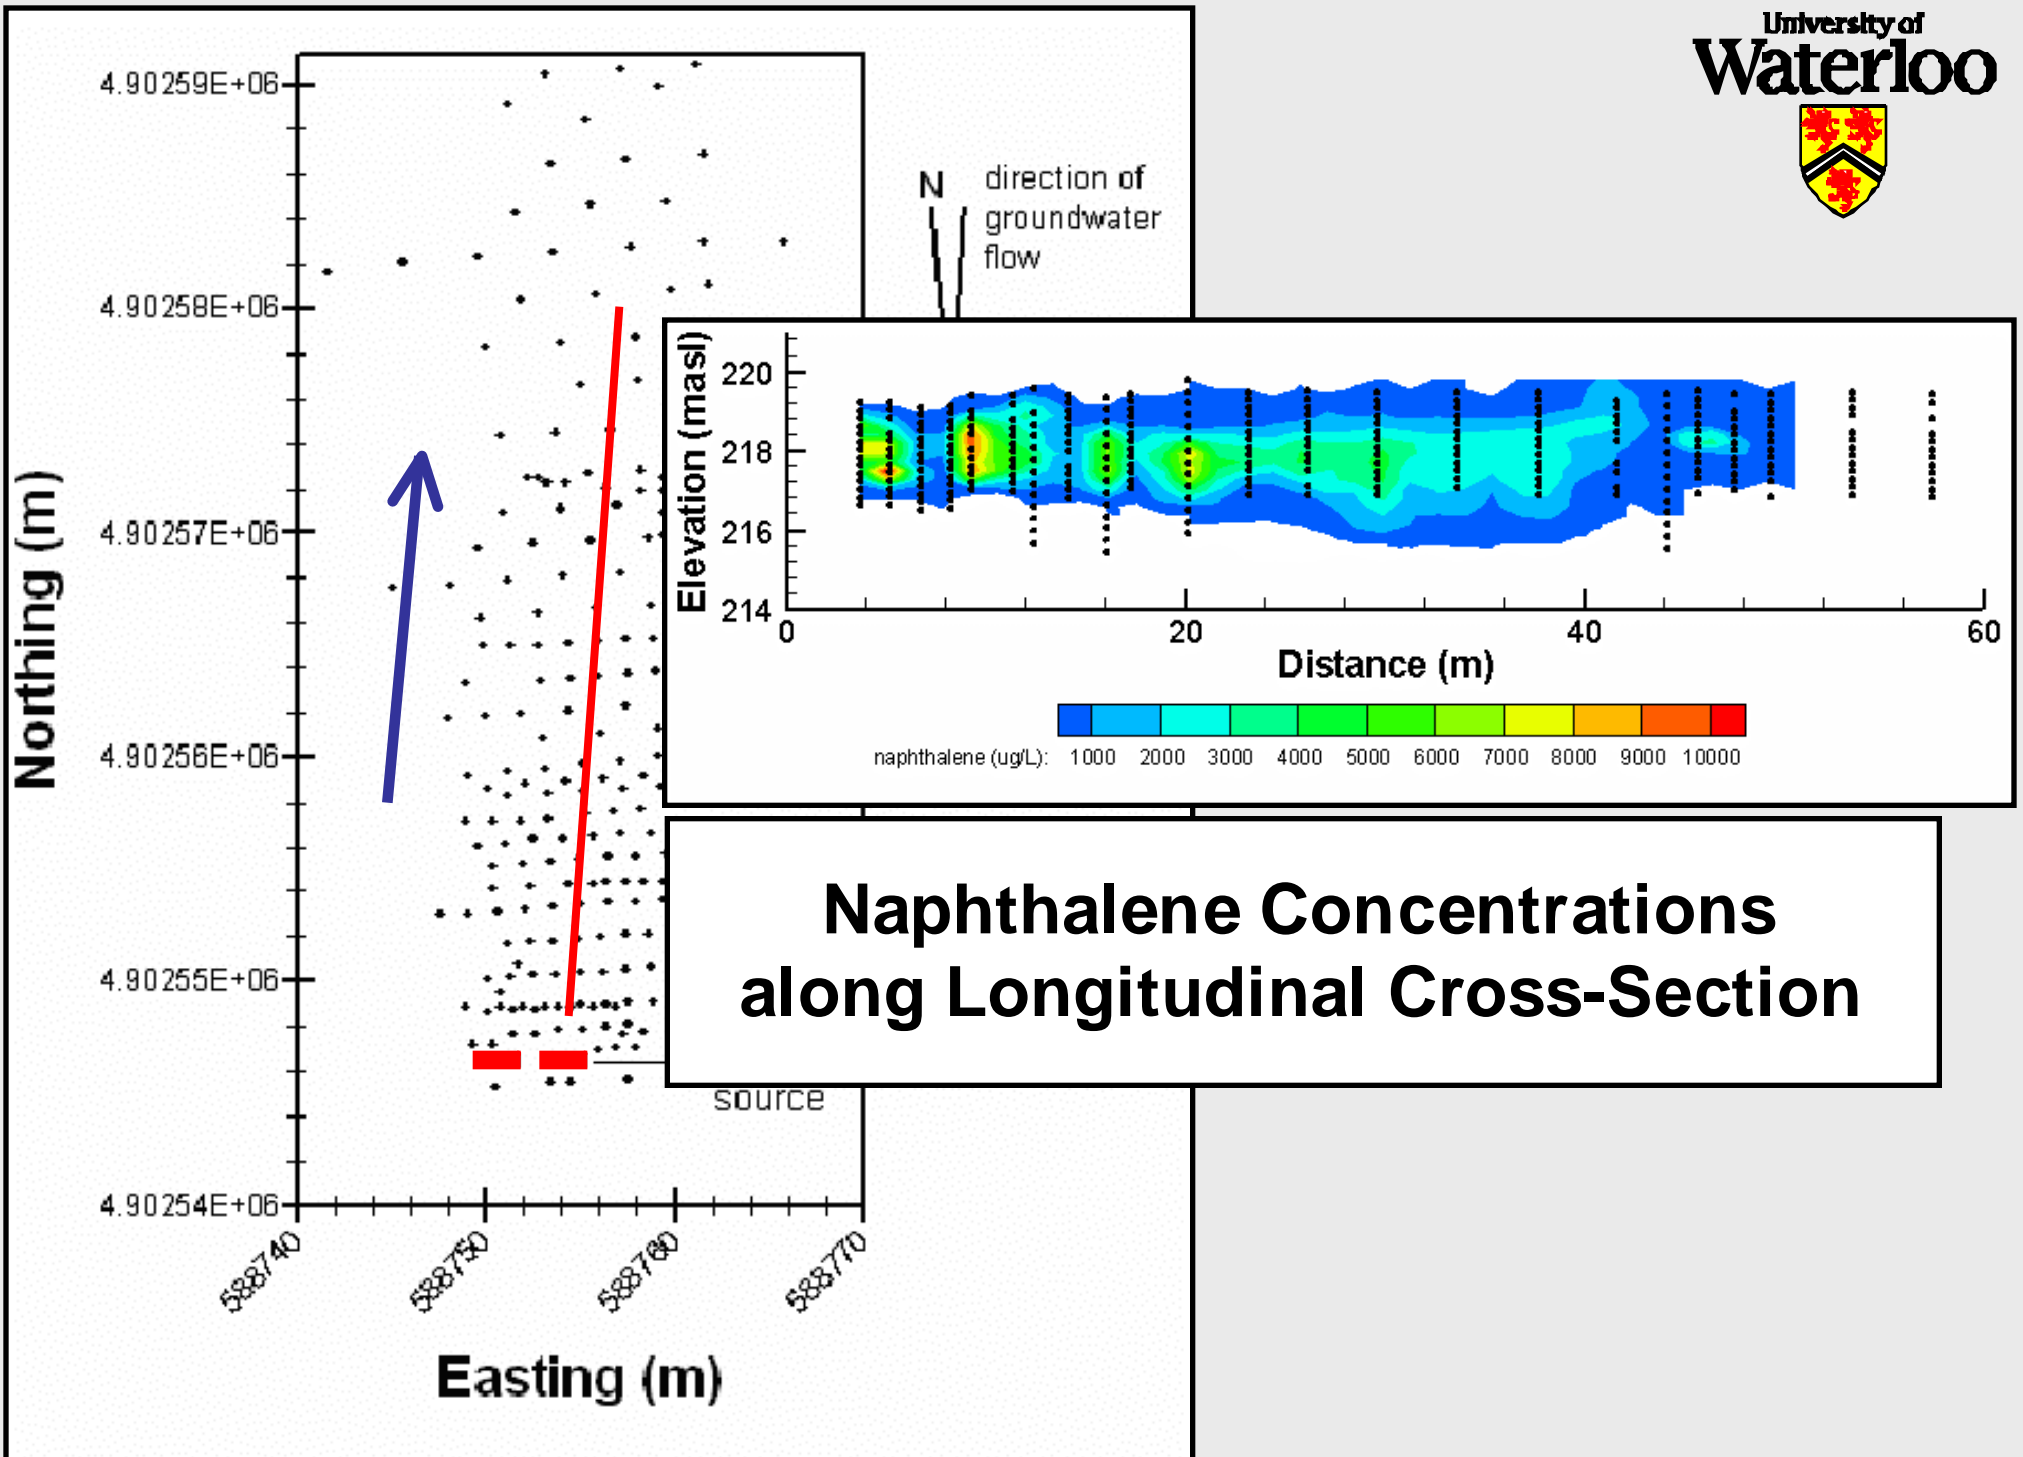 University of
Waterloo
4.90259E+06
4.90258E+06
4.90257E+06
4.90256E+06
4.90255E+06
4.90254E+06
Northing (m)
588740
588750
588760
588770
Easting (m)
N
direction of
groundwater
flow
source
Elevation (masl)
220
218
216
214
0
20
40
60
Distance (m)
naphthalene (ug/L): 1000 2000 3000 4000 5000 6000 7000 8000 9000 10000
Naphthalene Concentrations
along Longitudinal Cross-Section